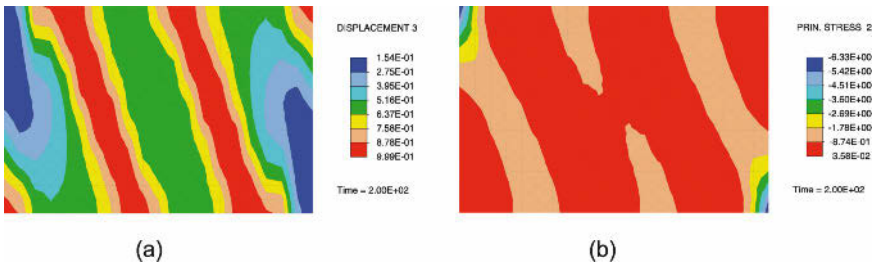 DISPLACEMENT 3
1.54E-01
2.75E-01
3.95E-01
5.16E-01
6.37E-01
7.58E-01
8.78E-01
9.99E-01
Time = 2.00E+02
(a)
PRIN. STRESS 2
-6.33E+00
-5.42E+00
-4.51E+00
-3.60E+00
-2.69E+00
-1.78E+00
-8.74E-01
3.58E-02
Time = 2.00E+02
(b)